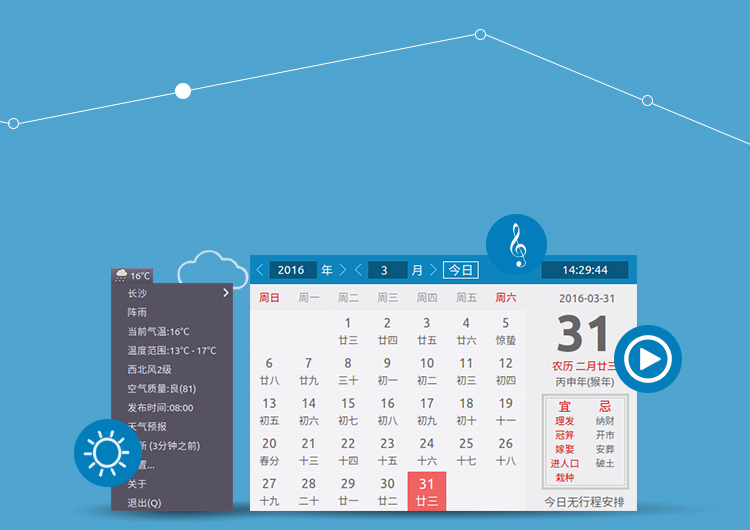 16℃
长沙
阵雨
当前气温:16℃
温度范围:13℃ - 17℃
西北风2级
空气质量:良(81)
发布时间:08:00
天气预报
(3分钟之前)
关于
退出(Q)
2016 年 3 月 今日 14:29:44
周日 周一 周二 周三 周四 周五 周六
1 2 3 4 5
廿三 廿四 廿五 廿六 惊蛰
6 7 8 9 10 11 12
廿八 廿九 三十 初一 初二 初三 初四
13 14 15 16 17 18 19
初五 初六 初七 初八 初九 初十 十一
20 21 22 23 24 25 26
春分 十三 十四 十五 十六 十七 十八
27 28 29 30 31
十九 二十 廿一 廿二 廿三
2016-03-31
31
农历 二月廿三
丙申年(猴年)
宜 忌
理发 纳财
冠笄 开市
嫁娶 安葬
进人口 破土
栽种
今日无行程安排